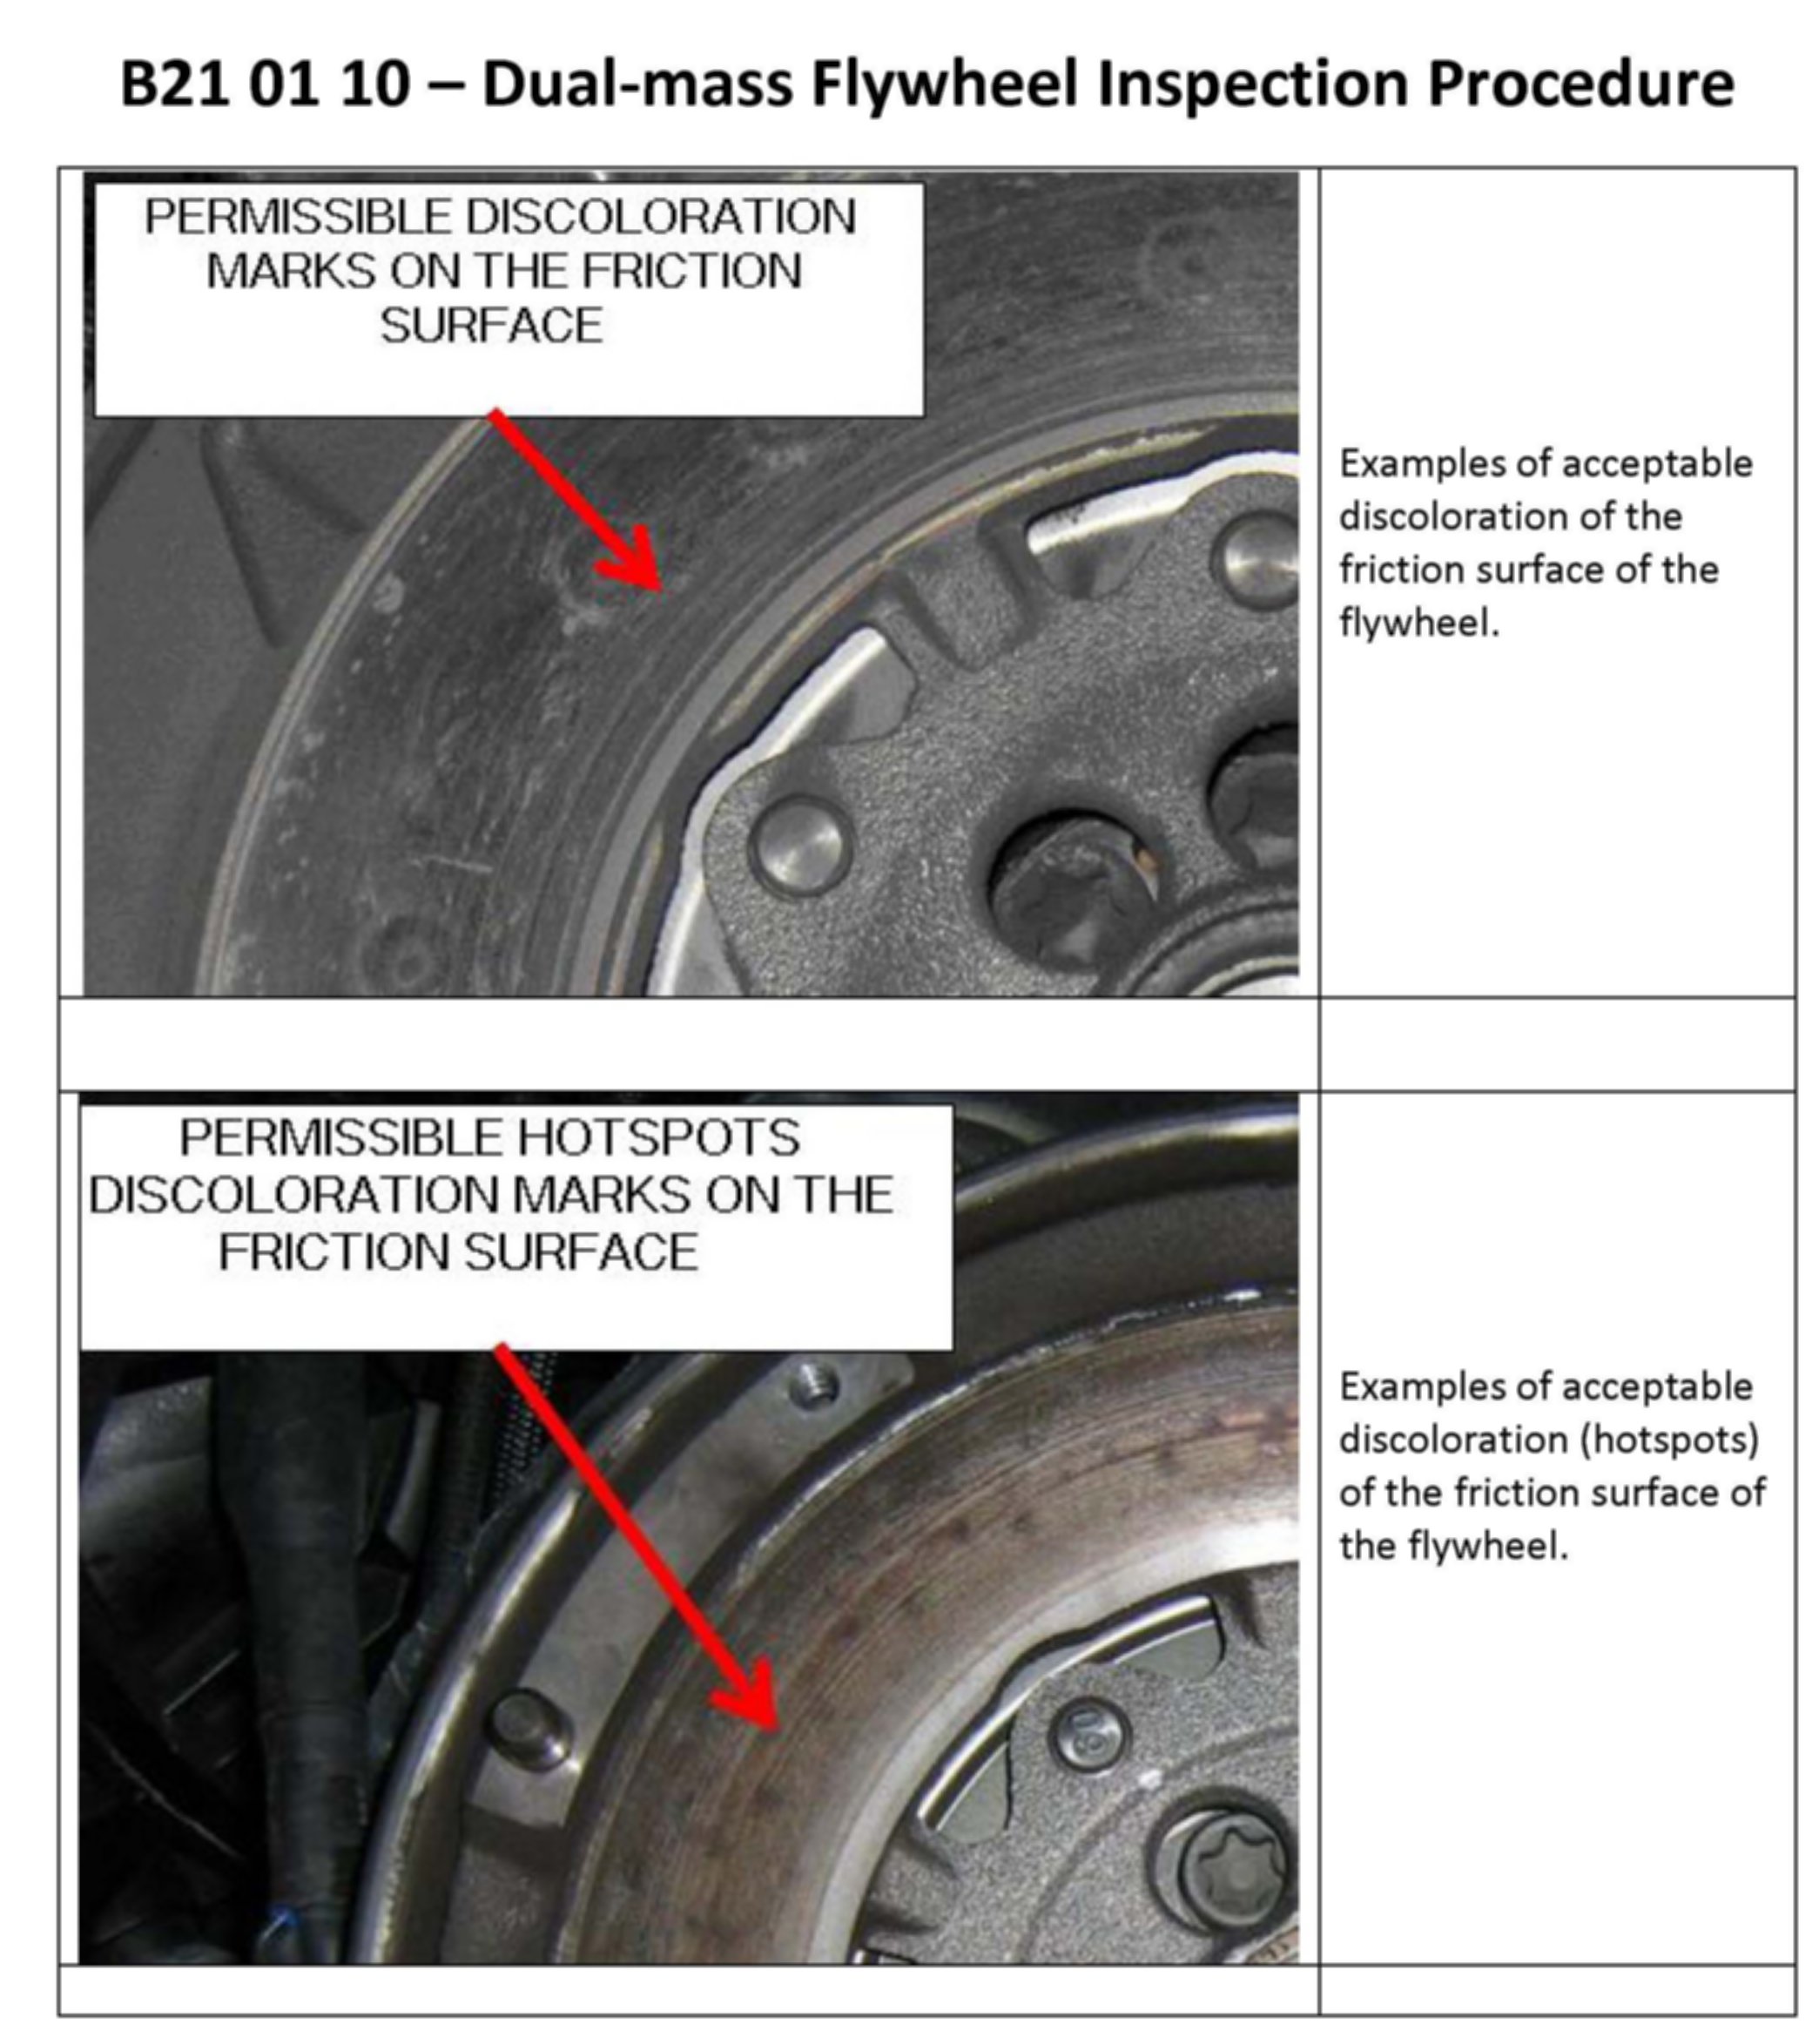 B21 01 10 – Dual-mass Flywheel Inspection Procedure
PERMISSIBLE DISCOLORATION
MARKS ON THE FRICTION
SURFACE
Examples of acceptable
discoloration of the
friction surface of the
flywheel.
PERMISSIBLE HOTSPOTS
DISCOLORATION MARKS ON THE
FRICTION SURFACE
Examples of acceptable
discoloration (hotspots)
of the friction surface of
the flywheel.